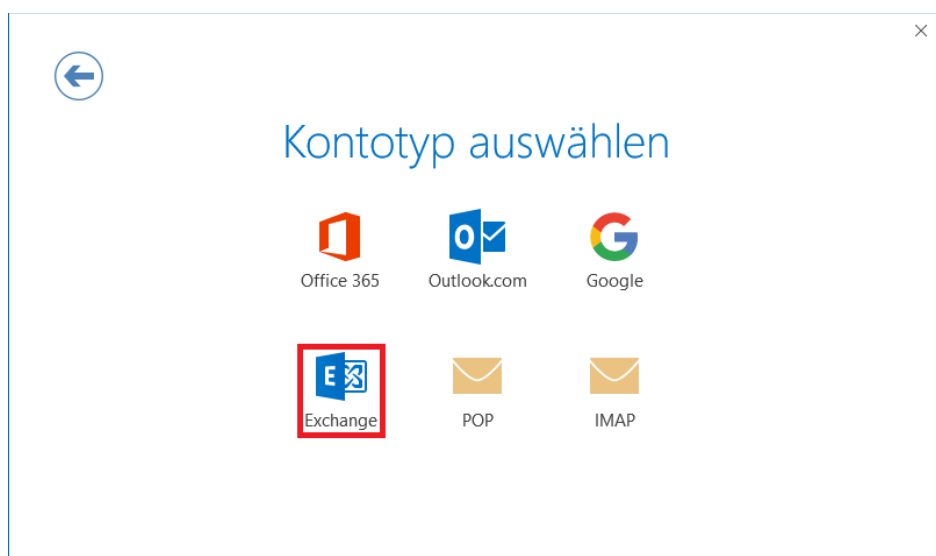 Kontotyp auswählen
Office 365
Outlook.com
Google
Exchange
POP
IMAP